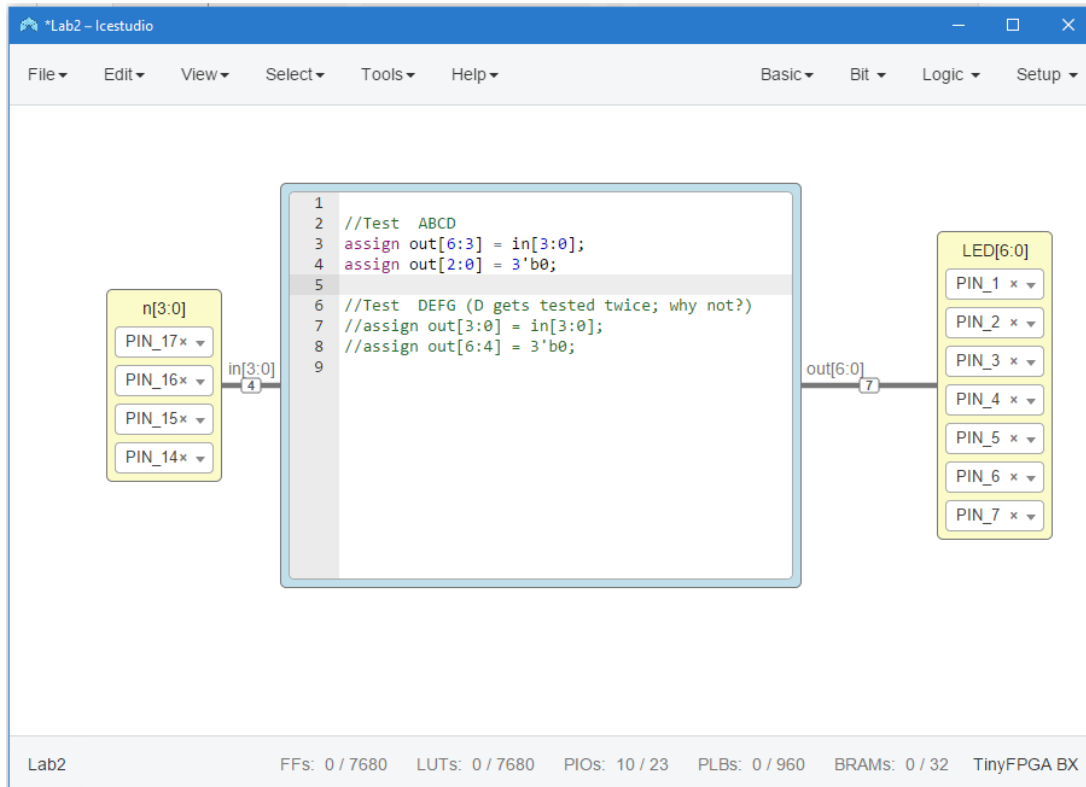 *Lab2 – Icestudio
File Edit View Select Tools Help Basic Bit Logic Setup
1
2 //Test  ABCD
3 assign out[6:3] = in[3:0];
4 assign out[2:0] = 3'b0;
5
6 //Test  DEFG (D gets tested twice; why not?)
7 //assign out[3:0] = in[3:0];
8 //assign out[6:4] = 3'b0;
9
n[3:0]
PIN_17×
PIN_16×
PIN_15×
PIN_14×
in[3:0]
4
out[6:0]
7
LED[6:0]
PIN_1 ×
PIN_2 ×
PIN_3 ×
PIN_4 ×
PIN_5 ×
PIN_6 ×
PIN_7 ×
Lab2 FFs: 0 / 7680 LUTs: 0 / 7680 PIOs: 10 / 23 PLBs: 0 / 960 BRAMs: 0 / 32 TinyFPGA BX